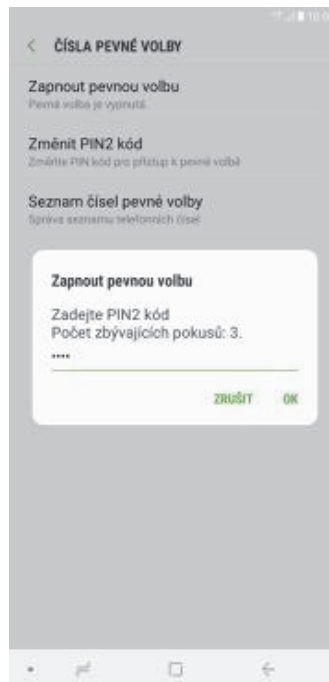 ČÍSLA PEVNÉ VOLBY
Zapnout pevnou volbu
Pevná volba je vypnutá.
Změnit PIN2 kód
Změňte PIN kód pro přístup k pevné volbě
Seznam čísel pevné volby
Správa seznamu telefonních čísel
Zapnout pevnou volbu
Zadejte PIN2 kód
Počet zbývajících pokusů: 3.
••••
ZRUŠIT OK